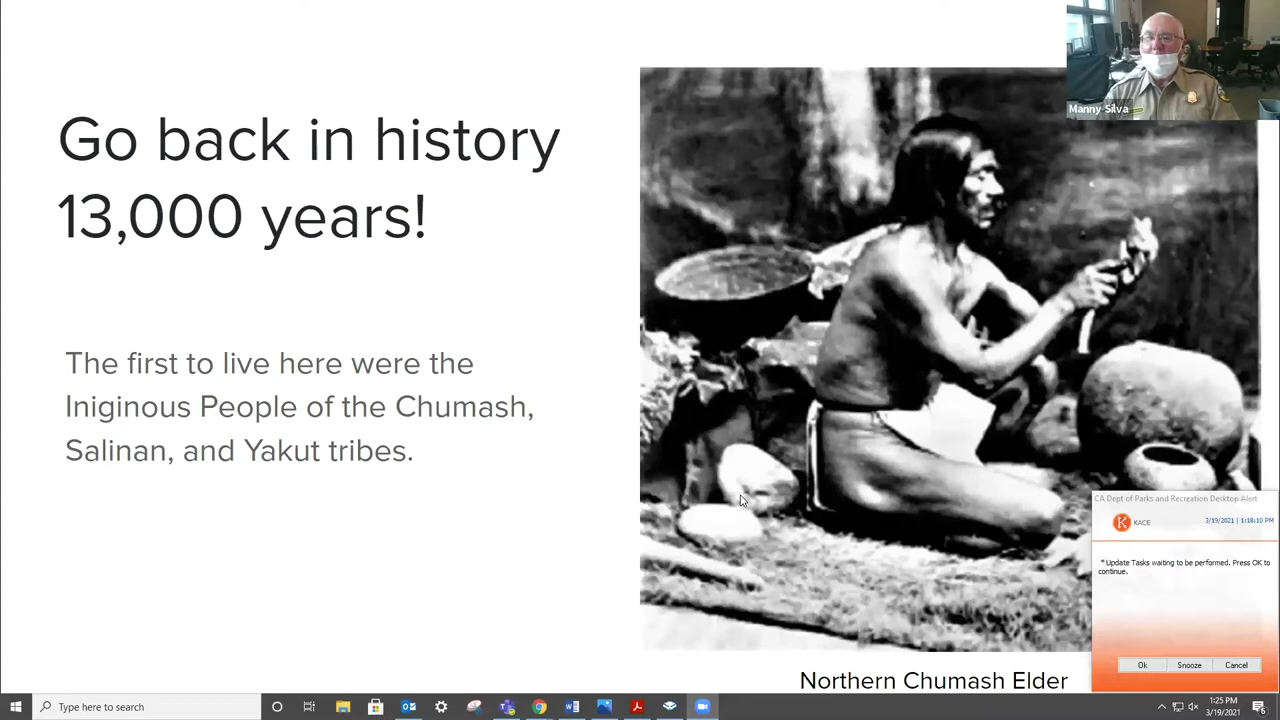 Go back in history
13,000 years!
The first to live here were the
Iniginous People of the Chumash,
Salinan, and Yakut tribes.
Manny Silva
Northern Chumash Elder
CA Dept of Parks and Recreation Desktop Alert
K KACE
3/19/2021 | 1:18:10 PM
* Update Tasks waiting to be performed. Press OK to
continue.
Ok Snooze Cancel
Type here to search
1:25 PM
3/19/2021
6